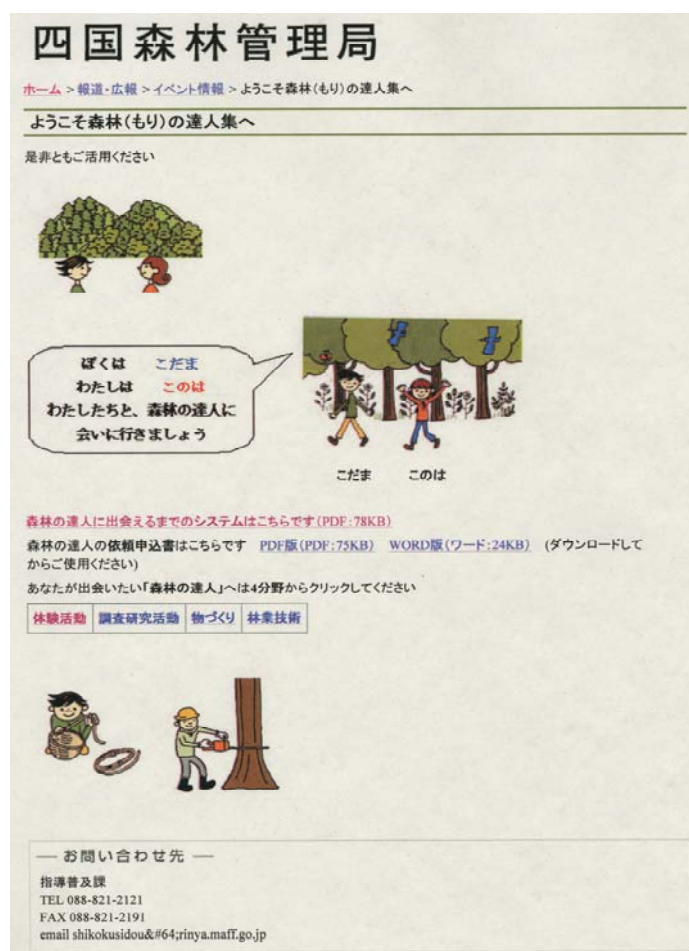 四国森林管理局
ホーム > 報道・広報 > イベント情報 > ようこそ森林(もり)の達人集へ
ようこそ森林(もり)の達人集へ
是非ともご活用ください
ぼくは こだま
わたしは このは
わたしたちと、森林の達人に
会いに行きましょう
こだま このは
森林の達人に出会えるまでのシステムはこちらです(PDF:78KB)
森林の達人の依頼申込書はこちらです PDF版(PDF:75KB) WORD版(ワード:24KB) (ダウンロードして
からご使用ください)
あなたが出会いたい「森林の達人」へは4分野からクリックしてください
体験活動 調査研究活動 物づくり 林業技術
― お問い合わせ先 ―
指導普及課
TEL 088-821-2121
FAX 088-821-2191
email shikokusidou&#64;rinya.maff.go.jp